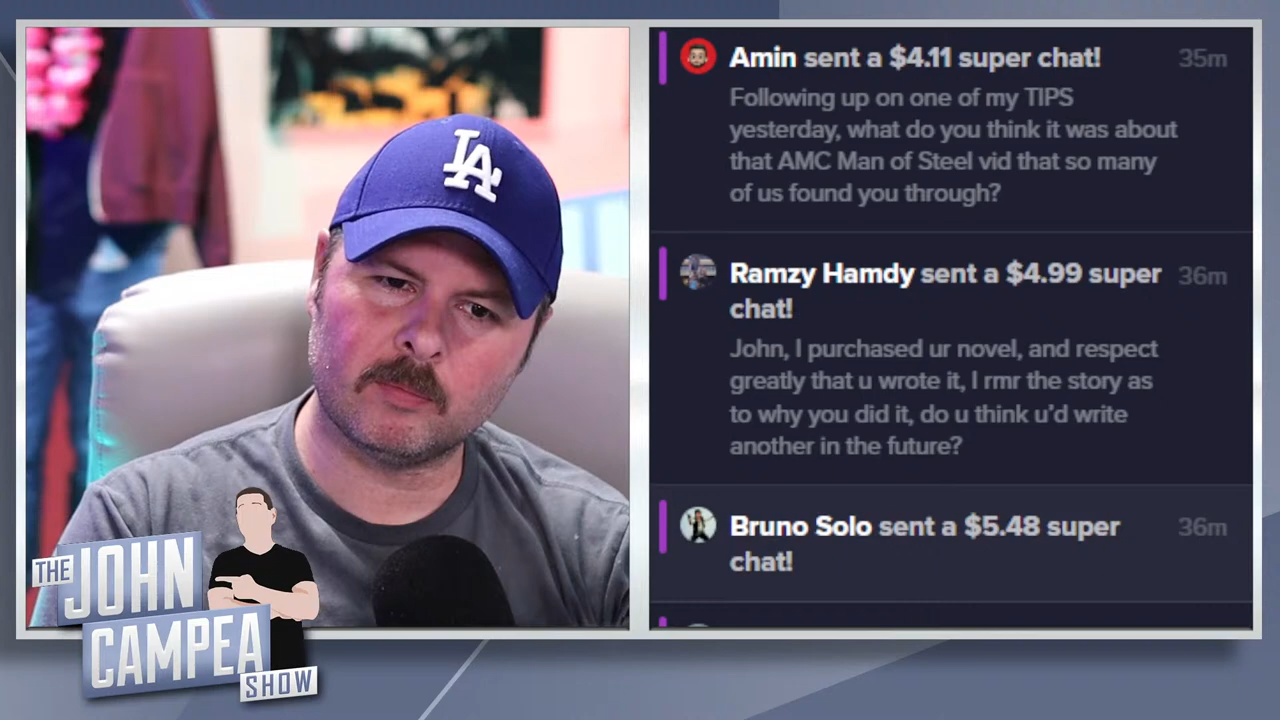 LA
THE
JOHN
CAMPEA
SHOW
Amin sent a $4.11 super chat!
35m
Following up on one of my TIPS
yesterday, what do you think it was about
that AMC Man of Steel vid that so many
of us found you through?
Ramzy Hamdy sent a $4.99 super
36m
chat!
John, I purchased ur novel, and respect
greatly that u wrote it, I rmr the story as
to why you did it, do u think u'd write
another in the future?
Bruno Solo sent a $5.48 super
36m
chat!